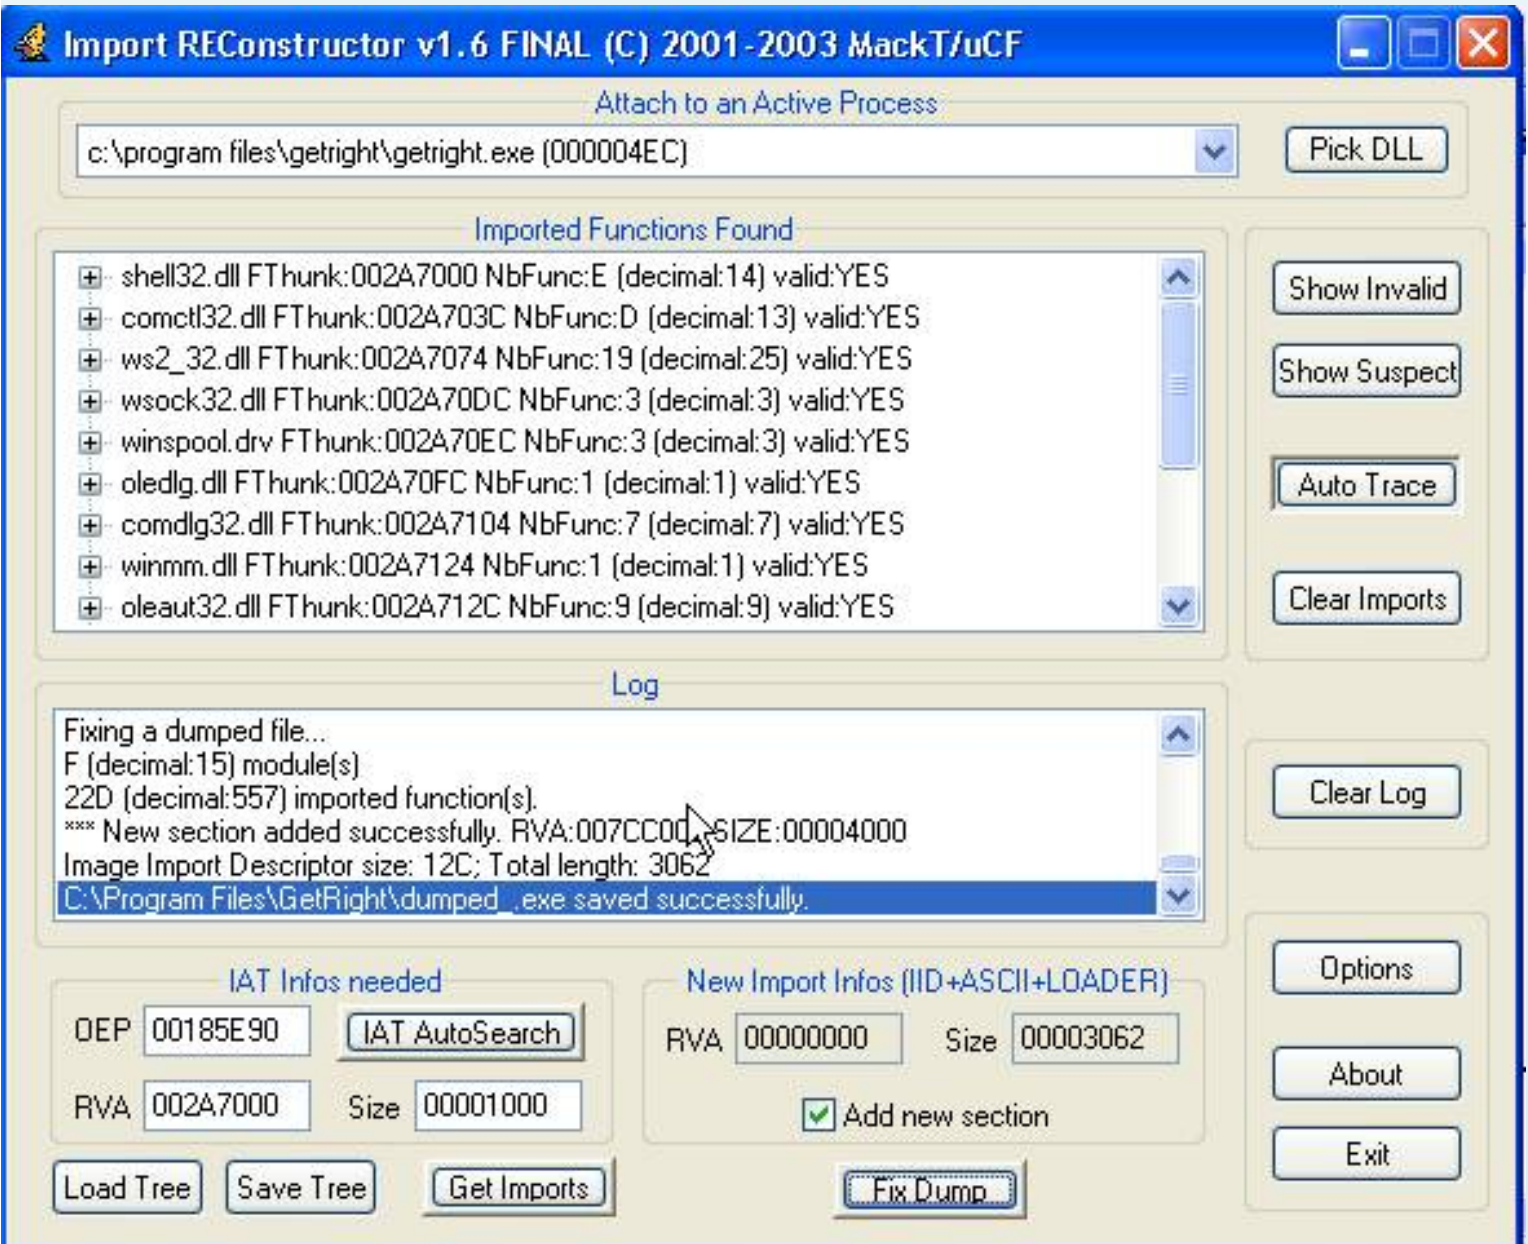 Import REConstructor v1.6 FINAL (C) 2001-2003 MackT/uCF
Attach to an Active Process
c:\program files\getright\getright.exe (000004EC)
Pick DLL
Imported Functions Found
shell32.dll FThunk:002A7000 NbFunc:E (decimal:14) valid:YES
comctl32.dll FThunk:002A703C NbFunc:D (decimal:13) valid:YES
ws2_32.dll FThunk:002A7074 NbFunc:19 (decimal:25) valid:YES
wsock32.dll FThunk:002A70DC NbFunc:3 (decimal:3) valid:YES
winspool.drv FThunk:002A70EC NbFunc:3 (decimal:3) valid:YES
oledlg.dll FThunk:002A70FC NbFunc:1 (decimal:1) valid:YES
comdlg32.dll FThunk:002A7104 NbFunc:7 (decimal:7) valid:YES
winmm.dll FThunk:002A7124 NbFunc:1 (decimal:1) valid:YES
oleaut32.dll FThunk:002A712C NbFunc:9 (decimal:9) valid:YES
Show Invalid
Show Suspect
Auto Trace
Clear Imports
Log
Fixing a dumped file...
F (decimal:15) module(s)
22D (decimal:557) imported function(s).
*** New section added successfully. SIZE:00004000
Image Import Descriptor size: 12C; Total length: 3062
C:\Program Files\GetRight\dumped_.exe saved successfully.
Clear Log
IAT Infos needed
OEP 00185E90 IAT AutoSearch
RVA 002A7000 Size 00001000
New Import Infos (IID+ASCII+LOADER)
RVA 00000000 Size 00003062
Add new section
Options
About
Exit
Load Tree Save Tree Get Imports Fix Dump